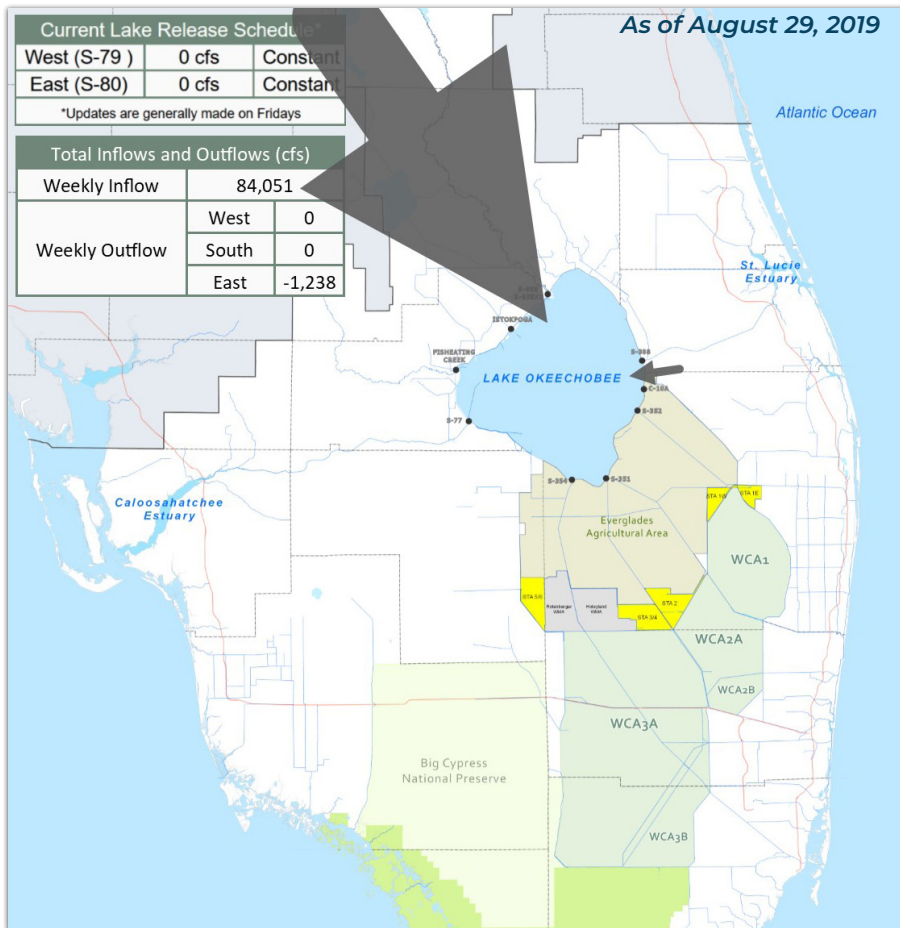 As of August 29, 2019
Current Lake Release Schedule*
West (S-79 ) 0 cfs Constant
East (S-80) 0 cfs Constant
*Updates are generally made on Fridays
Atlantic Ocean
Total Inflows and Outflows (cfs)
Weekly Inflow 84,051
Weekly Outflow
West 0
South 0
East -1,238
St. Lucie
Estuary
ISTOKPOGA
FISHEATING
CREEK
S-308
LAKE OKEECHOBEE
C-10A
S-352
S-77
S-354
S-351
Caloosahatchee
Estuary
STA 1W
STA 1E
Everglades
Agricultural Area
WCA1
STA 5/6
Rotenberger
WMA
Holeyland
WMA
STA 2
STA 3/4
WCA2A
WCA2B
WCA3A
Big Cypress
National Preserve
WCA3B